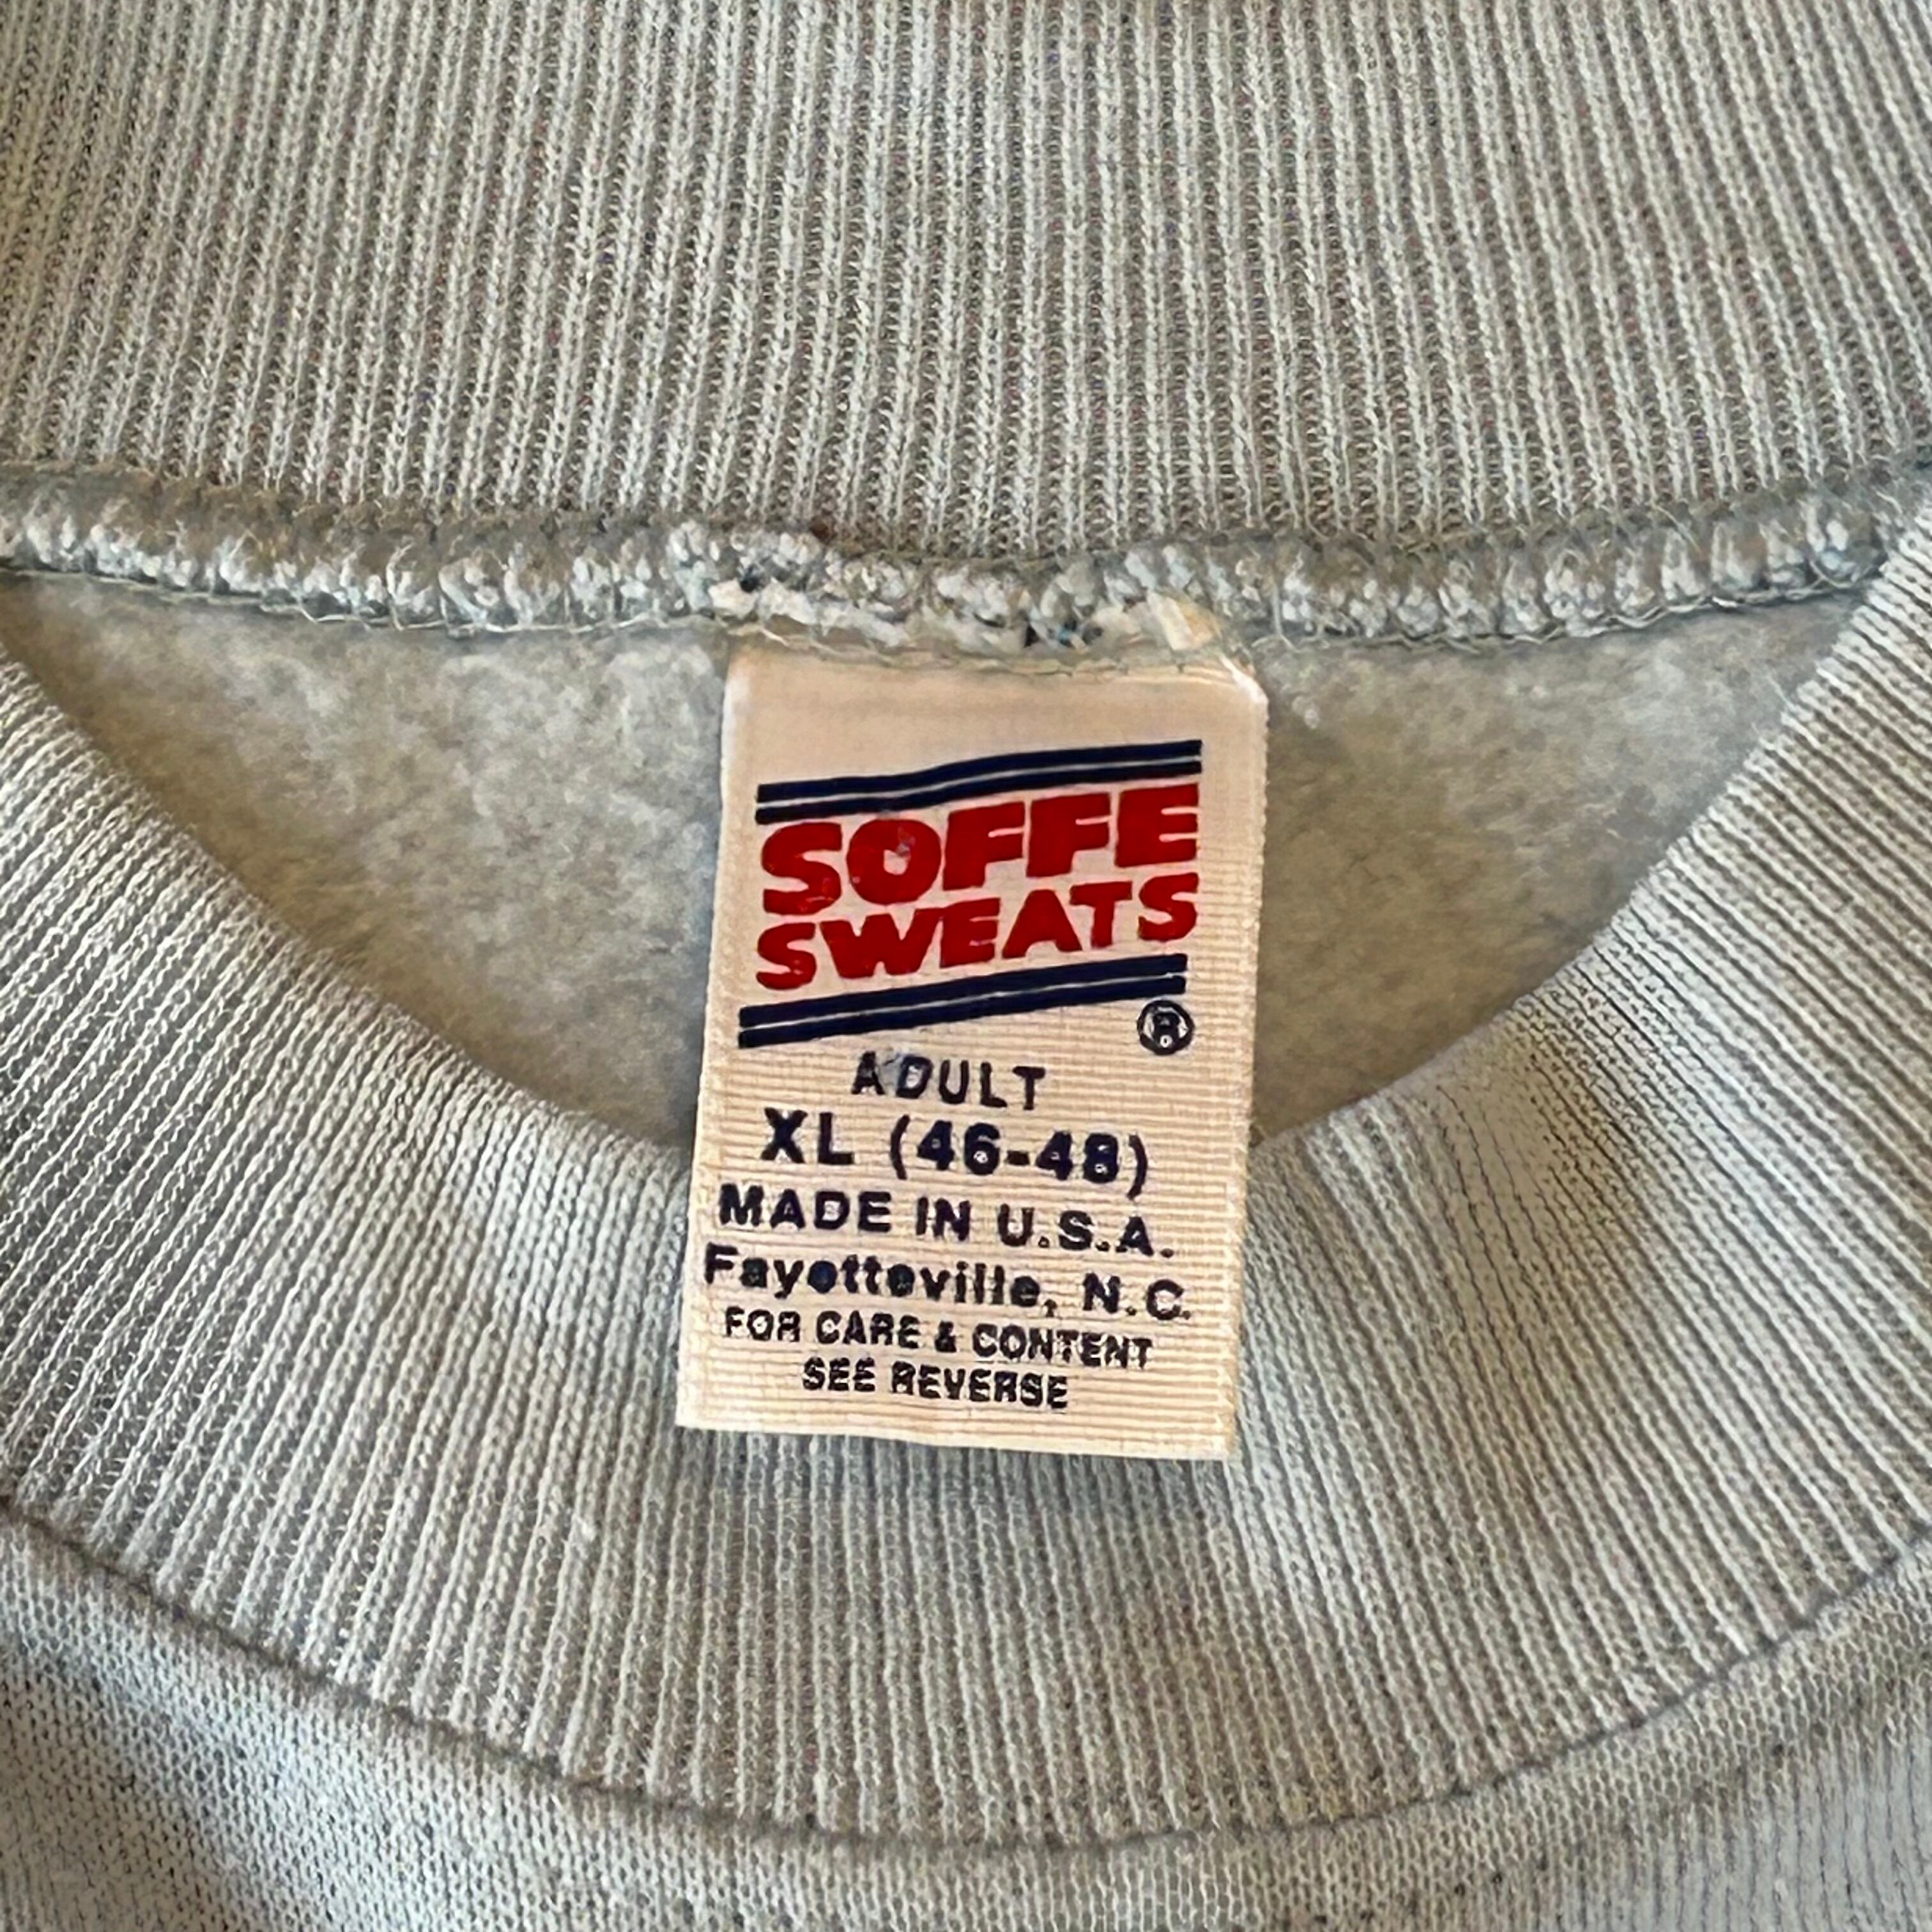 SOFFE
SWEATS
®
ADULT
XL (46-48)
MADE IN U.S.A.
Fayetteville, N.C.
FOR CARE & CONTENT
SEE REVERSE